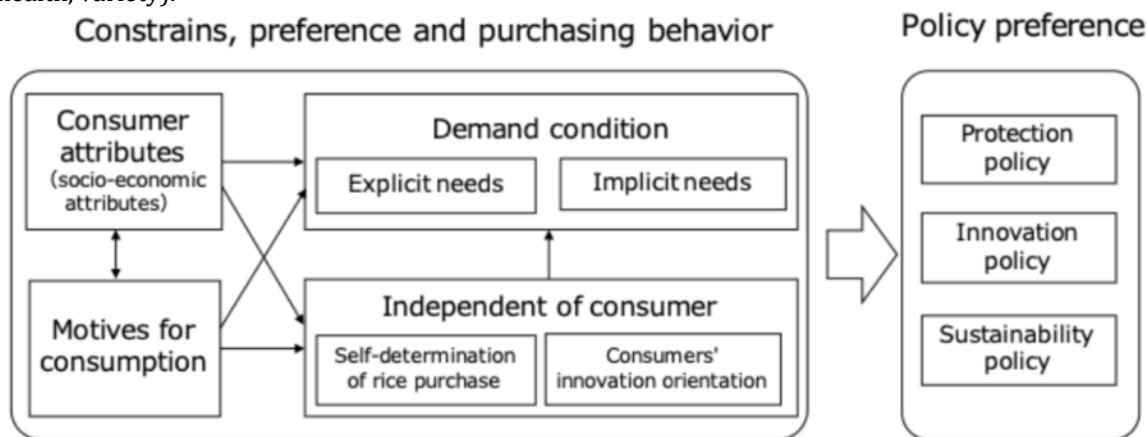 health, variety).
Constrains, preference and purchasing behavior
Policy preference
Consumer
attributes
(socio-economic
attributes)
Motives for
consumption
Demand condition
Explicit needs
Implicit needs
Independent of consumer
Self-determination
of rice purchase
Consumers'
innovation orientation
Protection
policy
Innovation
policy
Sustainability
policy